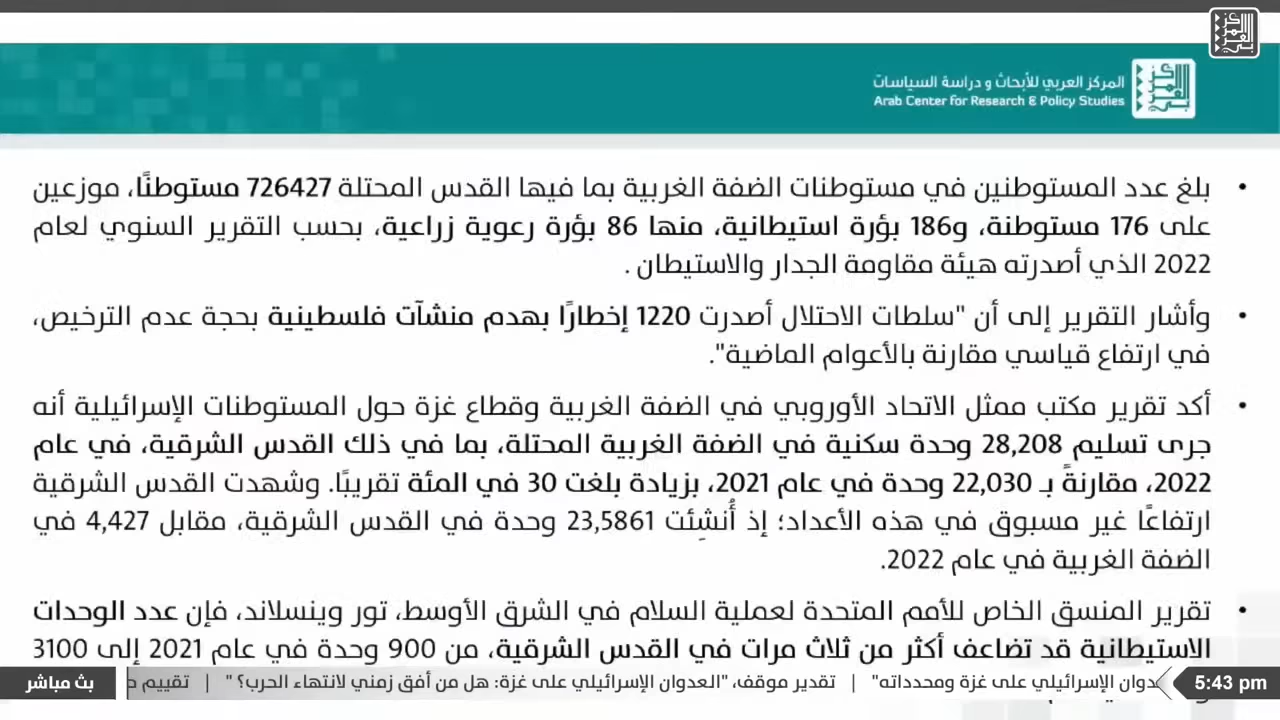 المركز العربي للأبحاث و دراسة السياسات
Arab Center for Research & Policy Studies
• بلغ عدد المستوطنين في مستوطنات الضفة الغربية بما فيها القدس المحتلة 726427 مستوطنًا، موزعين
على 176 مستوطنة، و186 بؤرة استيطانية، منها 86 بؤرة رعوية زراعية، بحسب التقرير السنوي لعام
2022 الذي أصدرته هيئة مقاومة الجدار والاستيطان .
• وأشار التقرير إلى أن "سلطات الاحتلال أصدرت 1220 إخطارًا بهدم منشآت فلسطينية بحجة عدم الترخيص،
في ارتفاع قياسي مقارنة بالأعوام الماضية".
• أكد تقرير مكتب ممثل الاتحاد الأوروبي في الضفة الغربية وقطاع غزة حول المستوطنات الإسرائيلية أنه
جرى تسليم 28,208 وحدة سكنية في الضفة الغربية المحتلة، بما في ذلك القدس الشرقية، في عام
2022، مقارنةً بـ 22,030 وحدة في عام 2021، بزيادة بلغت 30 في المئة تقريبًا. وشهدت القدس الشرقية
ارتفاعًا غير مسبوق في هذه الأعداد؛ إذ أُنشِئت 23,5861 وحدة في القدس الشرقية، مقابل 4,427 في
الضفة الغربية في عام 2022.
• تقرير المنسق الخاص للأمم المتحدة لعملية السلام في الشرق الأوسط، تور وينسلاند، فإن عدد الوحدات
الاستيطانية قد تضاعف أكثر من ثلاث مرات في القدس الشرقية، من 900 وحدة في عام 2021 إلى 3100
5:43 pm
الإسرائيلي على غزة ومحدداته" | تقدير موقف، "العدوان الإسرائيلي على غزة: هل من أفق زمني لانتهاء الحرب؟ " | تقييم
بث مباشر